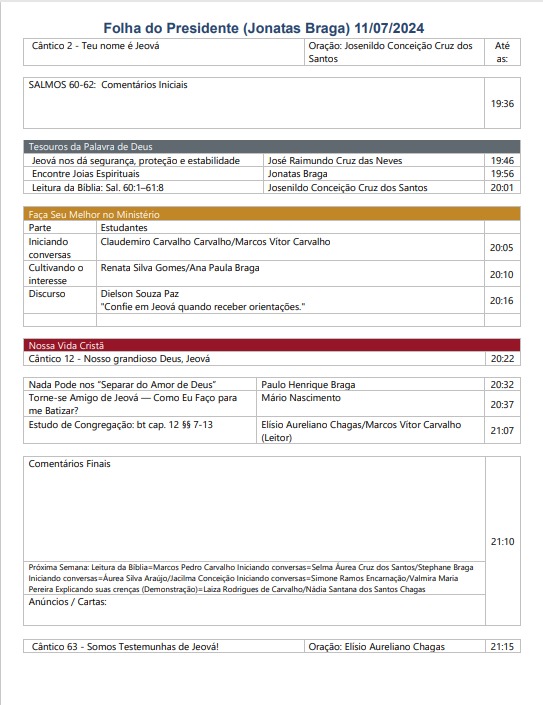 Folha do Presidente (Jonatas Braga) 11/07/2024
Cântico 2 - Teu nome é Jeová
Oração: Josenildo Conceição Cruz dos
Santos
Até
as:
SALMOS 60-62: Comentários Iniciais
19:36
Tesouros da Palavra de Deus
Jeová nos dá segurança, proteção e estabilidade
José Raimundo Cruz das Neves
19:46
Encontre Joias Espirituais
Jonatas Braga
19:56
Leitura da Bíblia: Sal. 60:1–61:8
Josenildo Conceição Cruz dos Santos
20:01
Faça Seu Melhor no Ministério
Parte
Estudantes
Iniciando
conversas
Claudemiro Carvalho Carvalho/Marcos Vítor Carvalho
20:05
Cultivando o
interesse
Renata Silva Gomes/Ana Paula Braga
20:10
Discurso
Dielson Souza Paz
"Confie em Jeová quando receber orientações."
20:16
Nossa Vida Cristã
Cântico 12 - Nosso grandioso Deus, Jeová
20:22
Nada Pode nos “Separar do Amor de Deus”
Paulo Henrique Braga
20:32
Torne-se Amigo de Jeová — Como Eu Faço para
me Batizar?
Mário Nascimento
20:37
Estudo de Congregação: bt cap. 12 §§ 7-13
Elísio Aureliano Chagas/Marcos Vítor Carvalho
(Leitor)
21:07
Comentários Finais
21:10
Próxima Semana: Leitura da Bíblia=Marcos Pedro Carvalho Iniciando conversas=Selma Áurea Cruz dos Santos/Stephane Braga
Iniciando conversas=Áurea Silva Araújo/Jacilma Conceição Iniciando conversas=Simone Ramos Encarnação/Valmira Maria
Pereira Explicando suas crenças (Demonstração)=Laiza Rodrigues de Carvalho/Nádia Santana dos Santos Chagas
Anúncios / Cartas:
Cântico 63 - Somos Testemunhas de Jeová!
Oração: Elísio Aureliano Chagas
21:15